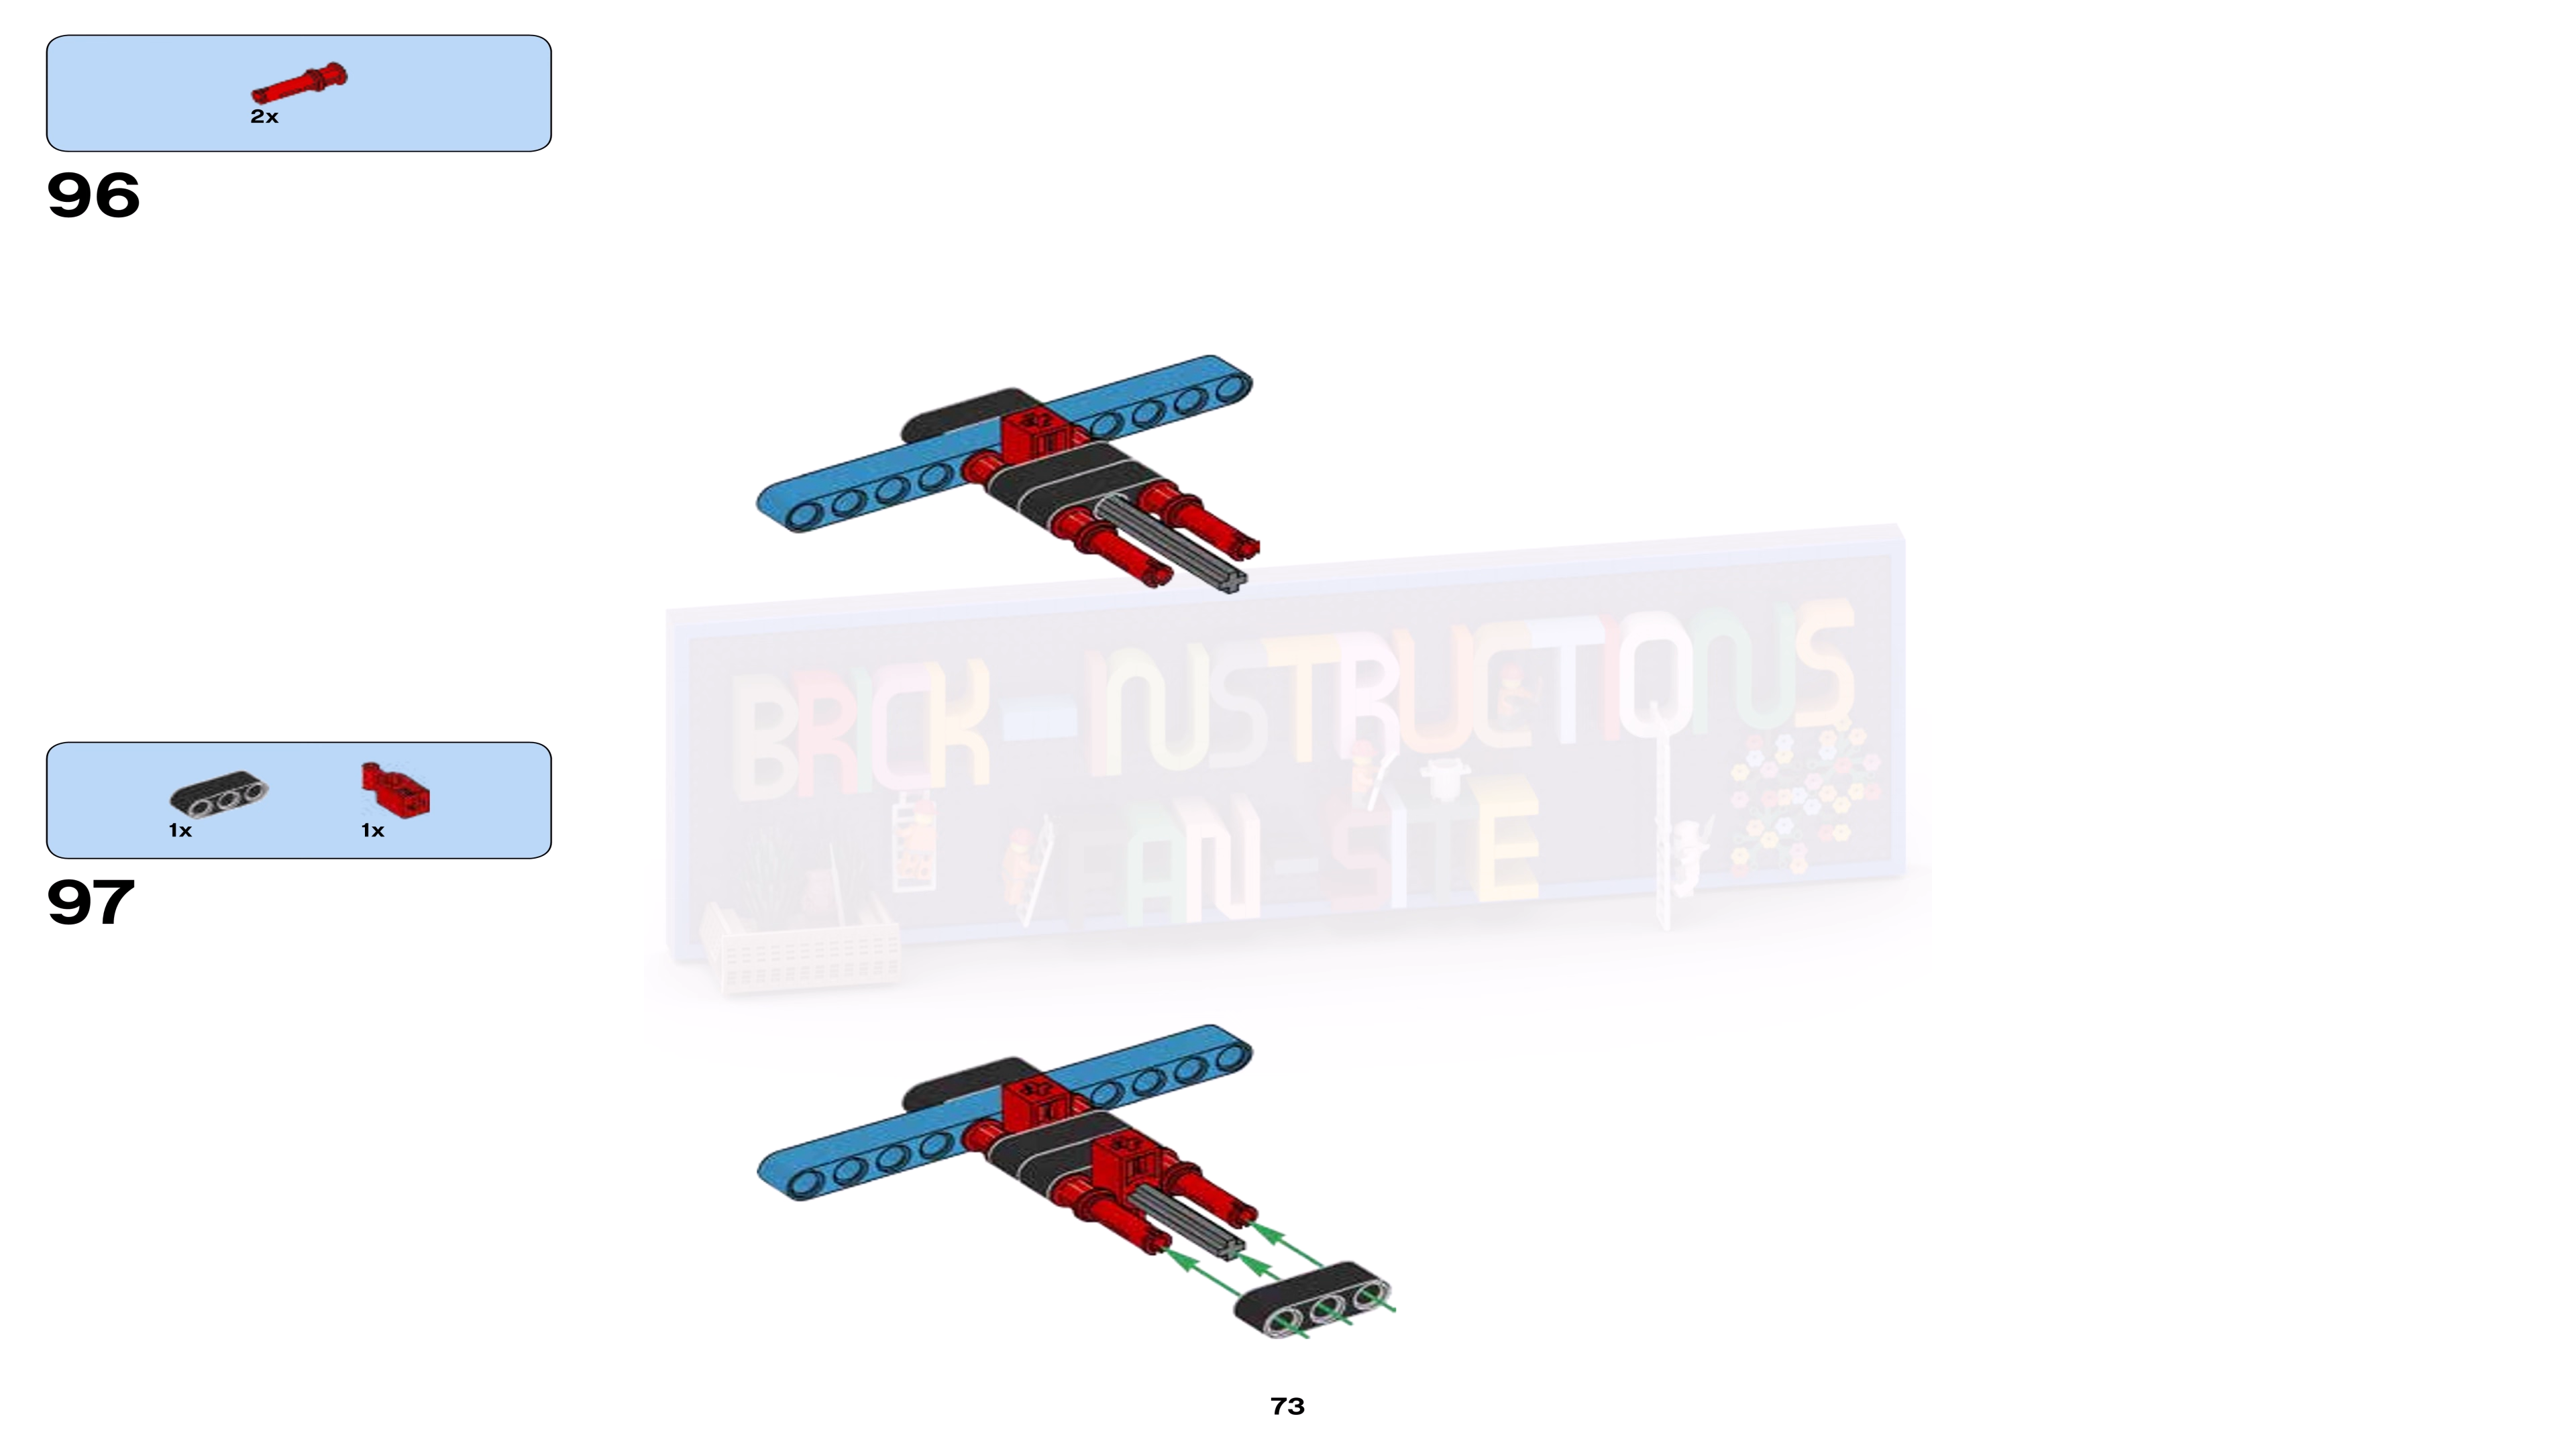 2x
96
BRICK-INSTRUCTIONS
FAN-SITE
1x 1x
97
73